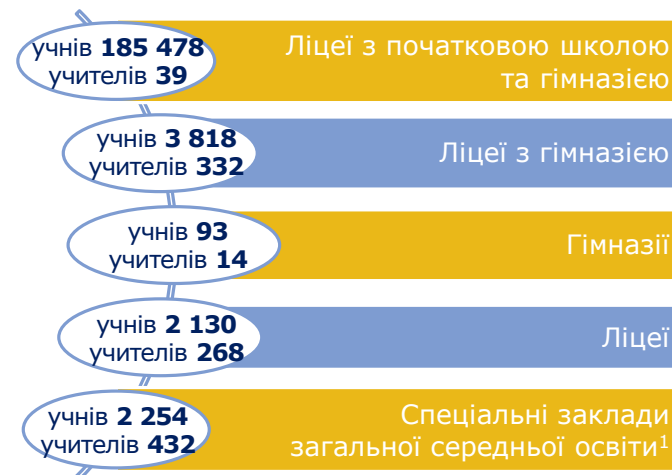 учнів 185 478
учителів 39
Ліцеї з початковою школою
та гімназією
учнів 3 818
учителів 332
Ліцеї з гімназією
учнів 93
учителів 14
Гімназії
учнів 2 130
учителів 268
Ліцеї
учнів 2 254
учителів 432
Спеціальні заклади
загальної середньої освіти¹